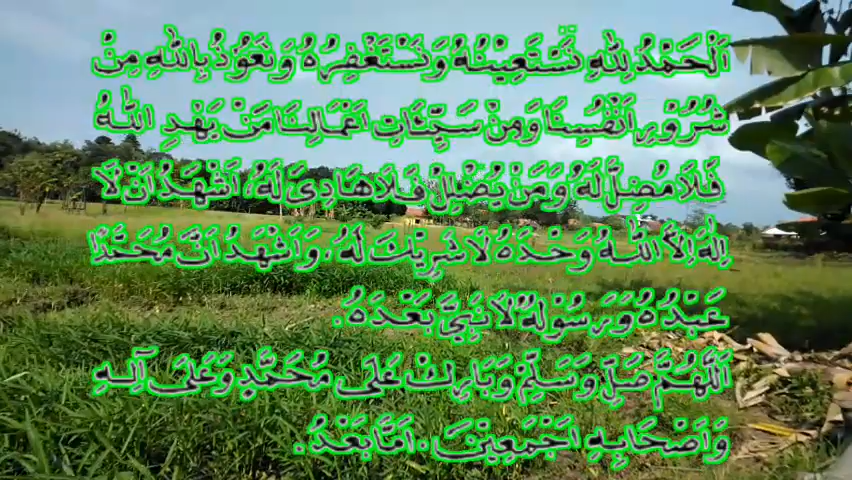 اَلْحَمْدُ لِلّٰهِ نَسْتَعِيْنُهُ وَنَسْتَغْفِرُهُ وَنَعُوْذُ بِاللّٰهِ مِنْ
شُرُوْرِ اَنْفُسِنَا وَمِنْ سَيِّئَاتِ اَعْمَالِنَا مَنْ يَهْدِ اللّٰهُ
فَلَا مُضِلَّ لَهُ وَمَنْ يُضْلِلْ فَلَا هَادِىَ لَهُ، اَشْهَدُ اَنْ لَا
اِلٰهَ اِلَّا اللّٰهُ وَحْدَهُ لَا شَرِيْكَ لَهُ، وَاَشْهَدُ اَنَّ مُحَمَّدًا
عَبْدُهُ وَرَسُوْلُهُ لَا نَبِيَّ بَعْدَهُ.
اَللّٰهُمَّ صَلِّ وَسَلِّمْ وَبَارِكْ عَلَى مُحَمَّدٍ وَعَلَى آلِهِ
وَاَصْحَابِهِ اَجْمَعِيْنَ. اَمَّا بَعْدُ.